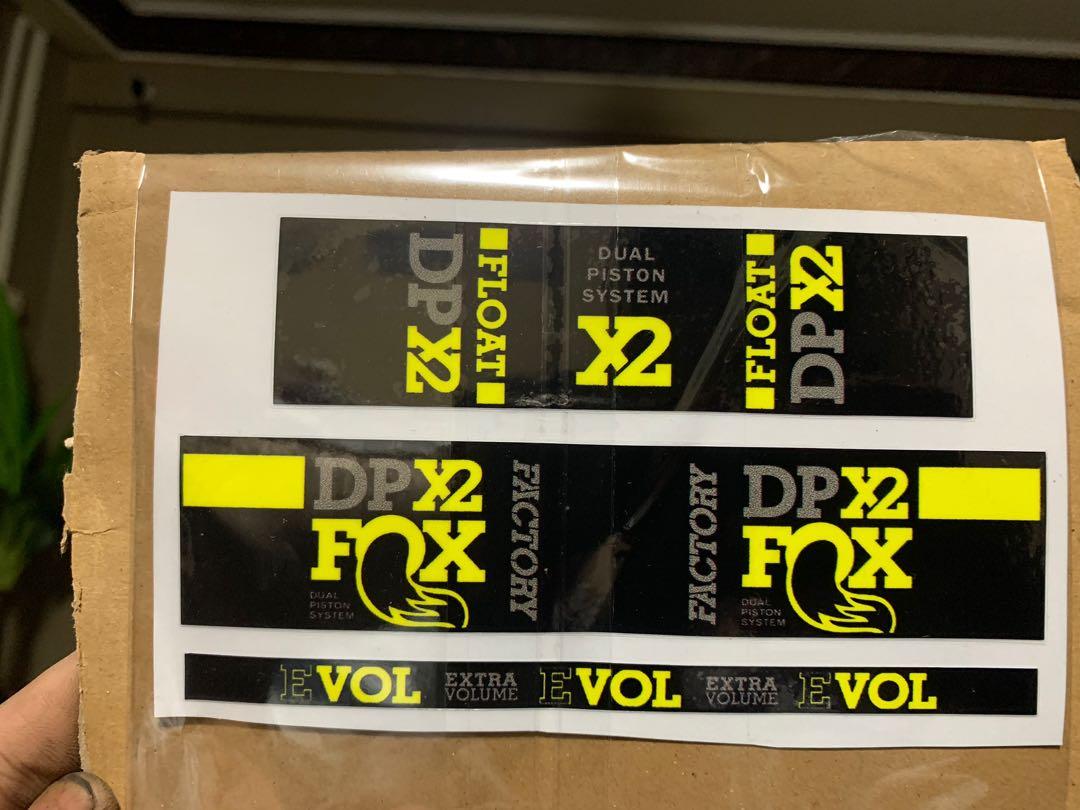 DPX2
FLOAT
DUAL
PISTON
SYSTEM
X2
FLOAT
DPX2
DPX2
FOX
DUAL
PISTON
SYSTEM
FACTORY
FACTORY
DPX2
FOX
DUAL
PISTON
SYSTEM
EVOL EXTRA VOLUME EVOL EXTRA VOLUME EVOL